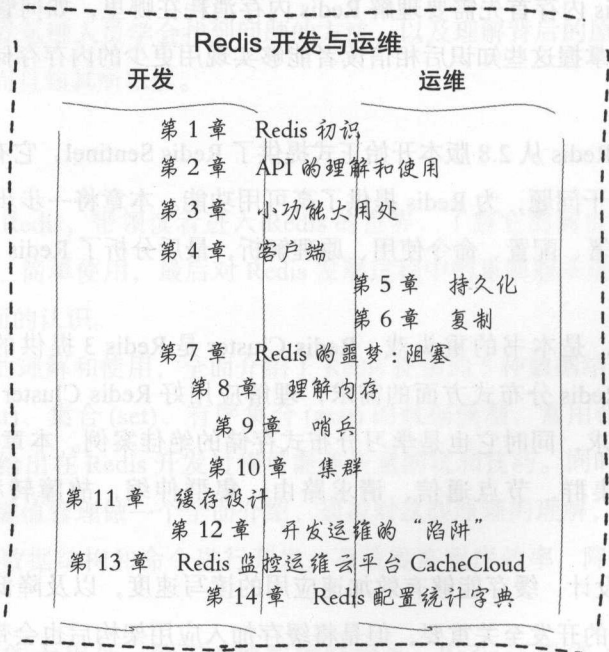 Redis 开发与运维
开发 运维
第 1 章 Redis 初识
第 2 章 API 的理解和使用
第 3 章 小功能大用处
第 4 章 客户端
第 5 章 持久化
第 6 章 复制
第 7 章 Redis 的噩梦:阻塞
第 8 章 理解内存
第 9 章 哨兵
第 10 章 集群
第11 章 缓存设计
第 12 章 开发运维的“陷阱”
第 13 章 Redis 监控运维云平台 CacheCloud
第 14 章 Redis 配置统计字典